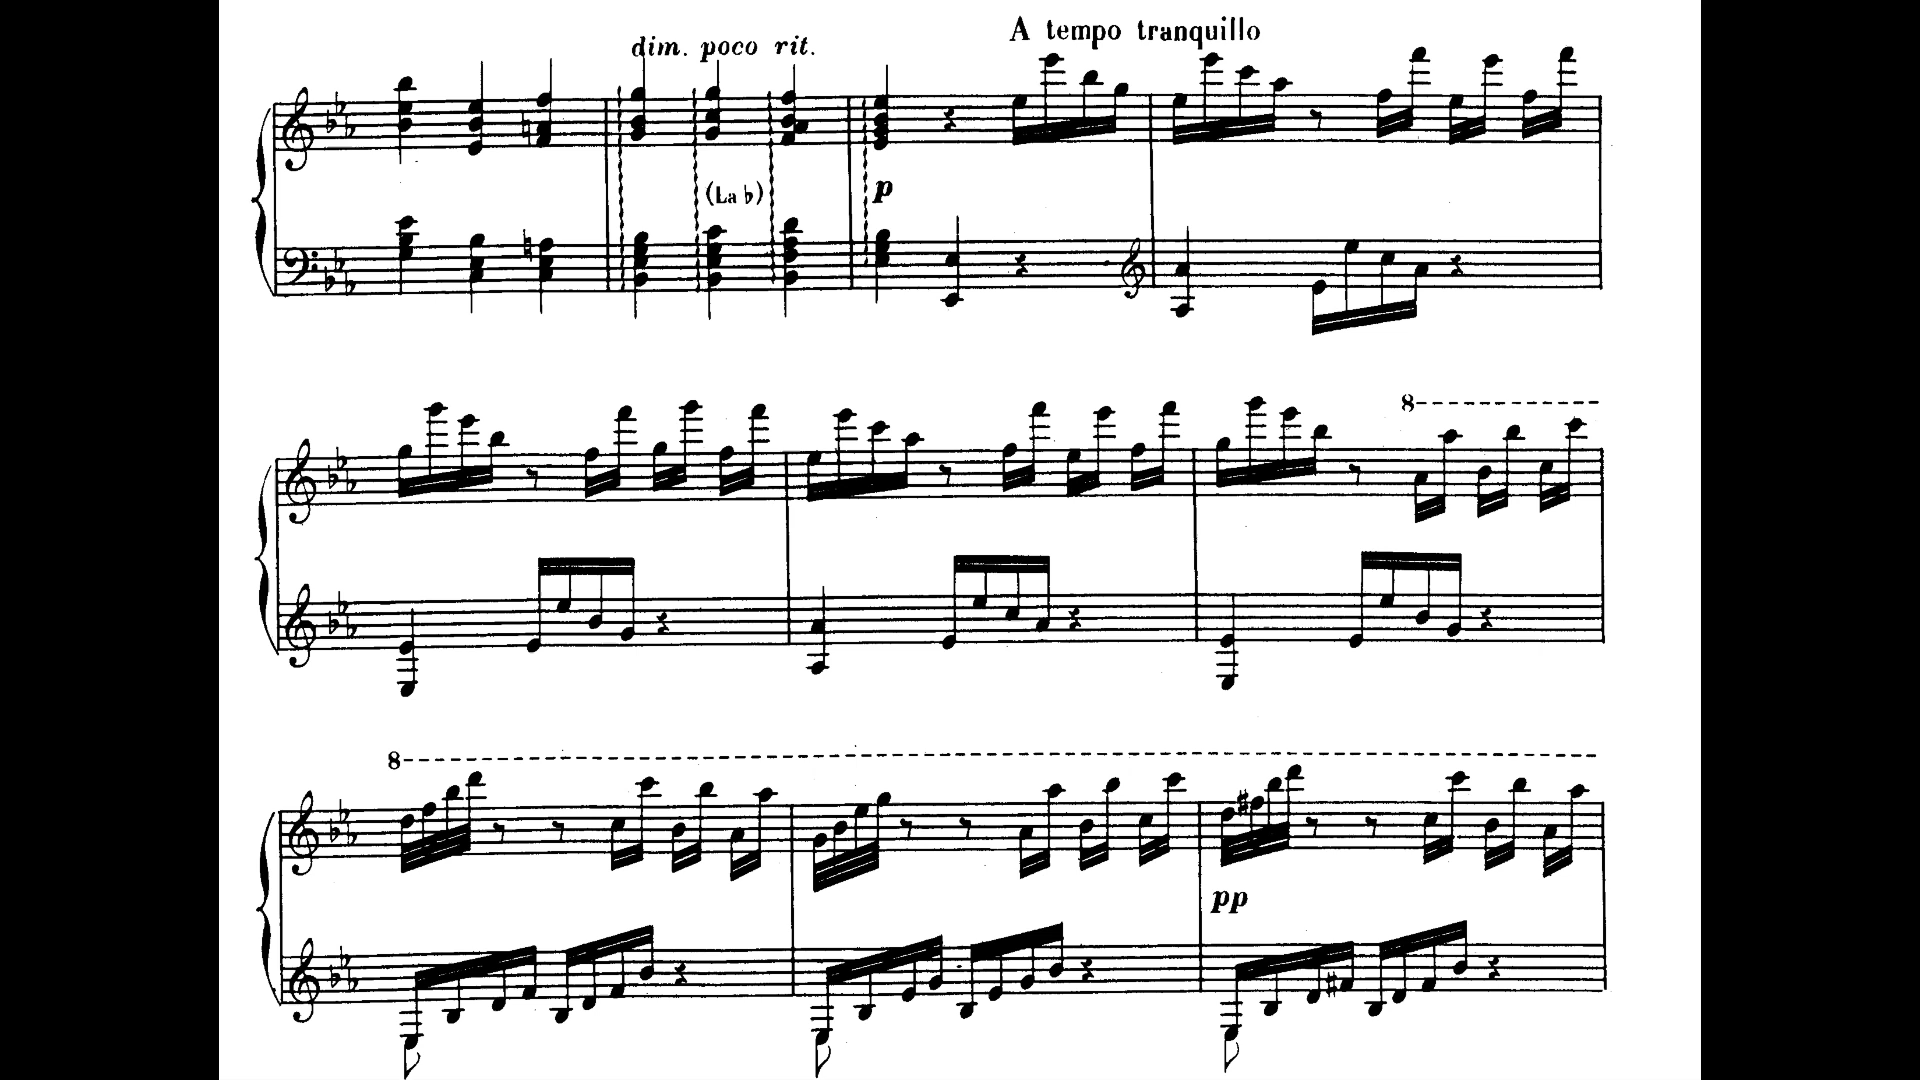 A tempo tranquillo
dim. poco rit.
(La ♭)
p
8
8
pp